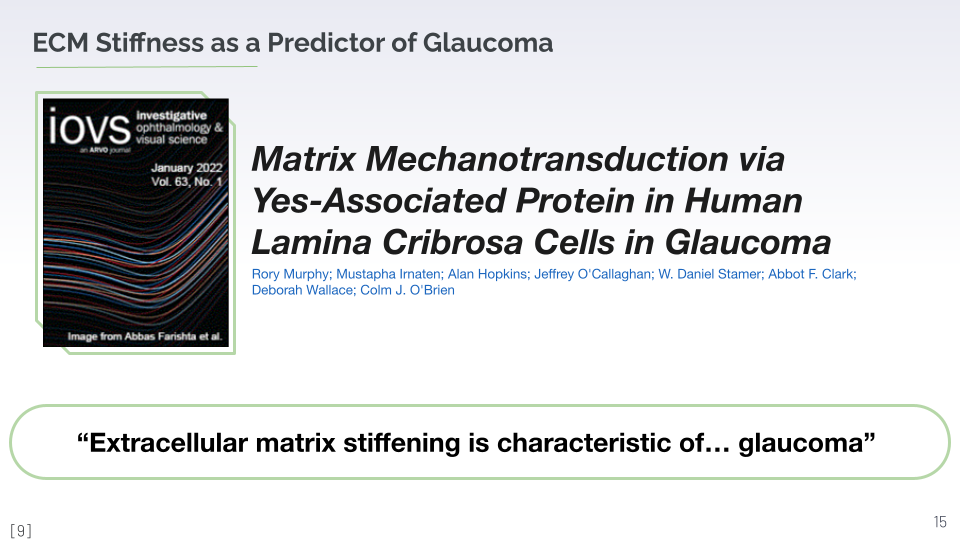 ECM Stiffness as a Predictor of Glaucoma
iovs
Investigative
ophthalmology &
visual science
an ARVO journal
January 2022
Vol. 63, No. 1
Image from Abbas Farishta et al.
Matrix Mechanotransduction via
Yes-Associated Protein in Human
Lamina Cribrosa Cells in Glaucoma
Rory Murphy; Mustapha Irnaten; Alan Hopkins; Jeffrey O'Callaghan; W. Daniel Stamer; Abbot F. Clark;
Deborah Wallace; Colm J. O'Brien
“Extracellular matrix stiffening is characteristic of… glaucoma”
[9]
15